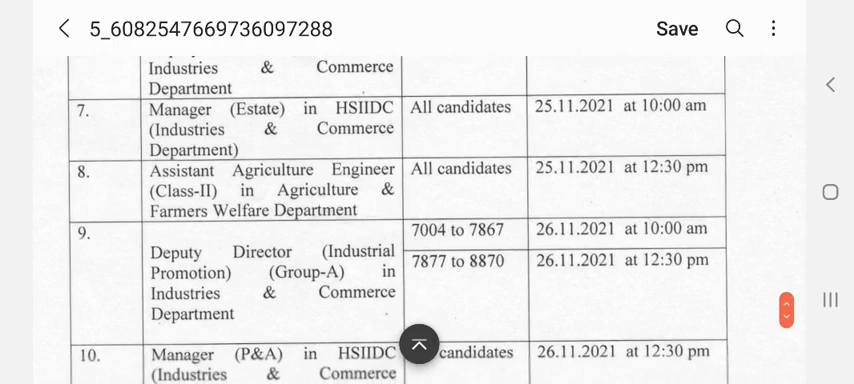 5_6082547669736097288
Save
Industries & Commerce
Department
7. Manager (Estate) in HSIIDC All candidates 25.11.2021 at 10:00 am
(Industries & Commerce
Department)
8. Assistant Agriculture Engineer All candidates 25.11.2021 at 12:30 pm
(Class-II) in Agriculture &
Farmers Welfare Department
9. 7004 to 7867 26.11.2021 at 10:00 am
Deputy Director (Industrial 7877 to 8870 26.11.2021 at 12:30 pm
Promotion) (Group-A) in
Industries & Commerce
Department
10. Manager (P&A) in HSIIDC candidates 26.11.2021 at 12:30 pm
(Industries & Commerce